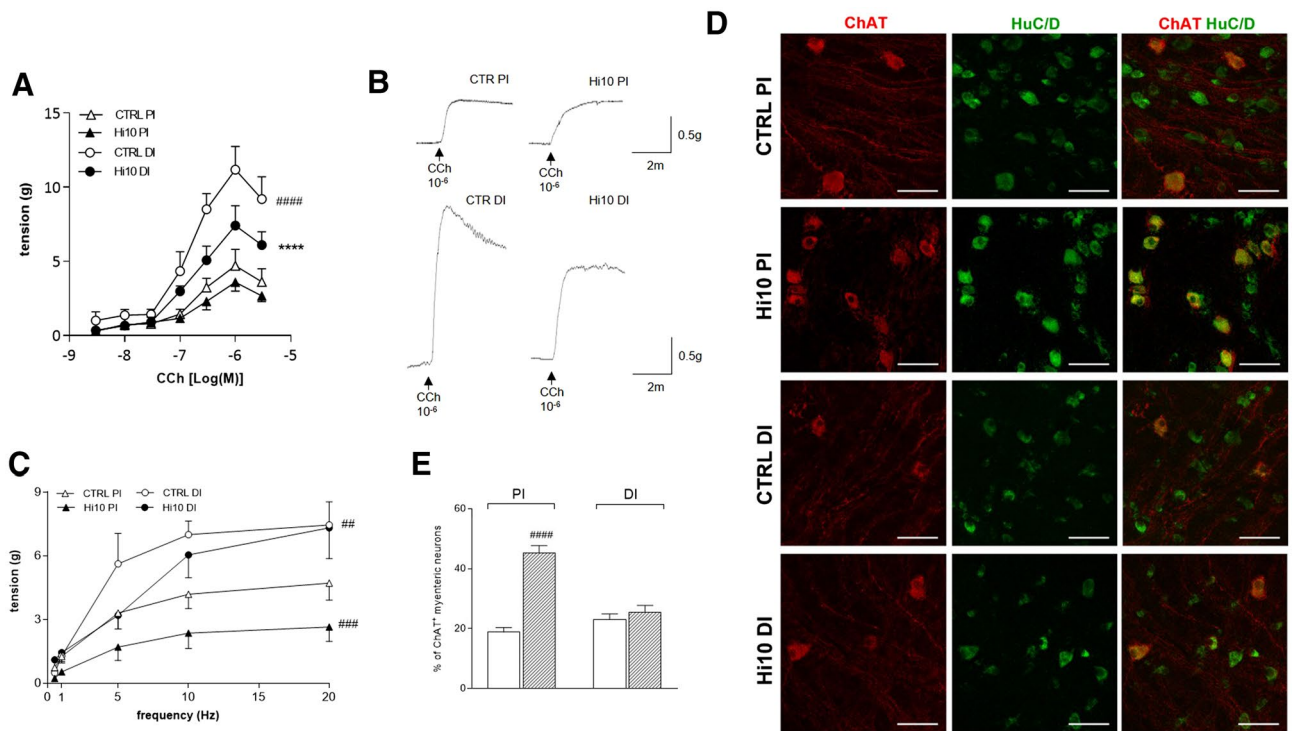 A
CTRL PI
Hi10 PI
CTRL DI
Hi10 DI
15
10
5
0
tension (g)
####
****
-9 -8 -7 -6 -5
CCh [Log(M)]
B
CTR PI
Hi10 PI
CCh
10-6
CCh
10-6
0.5g
2m
CTR DI
Hi10 DI
CCh
10-6
CCh
10-6
0.5g
2m
C
CTRL PI
CTRL DI
Hi10 PI
Hi10 DI
9
6
3
0
tension (g)
##
###
0 1 5 10 15 20
frequency (Hz)
E
PI
DI
60
40
20
0
% of ChAT+ myenteric neurons
####
D
ChAT
HuC/D
ChAT HuC/D
CTRL PI
Hi10 PI
CTRL DI
Hi10 DI